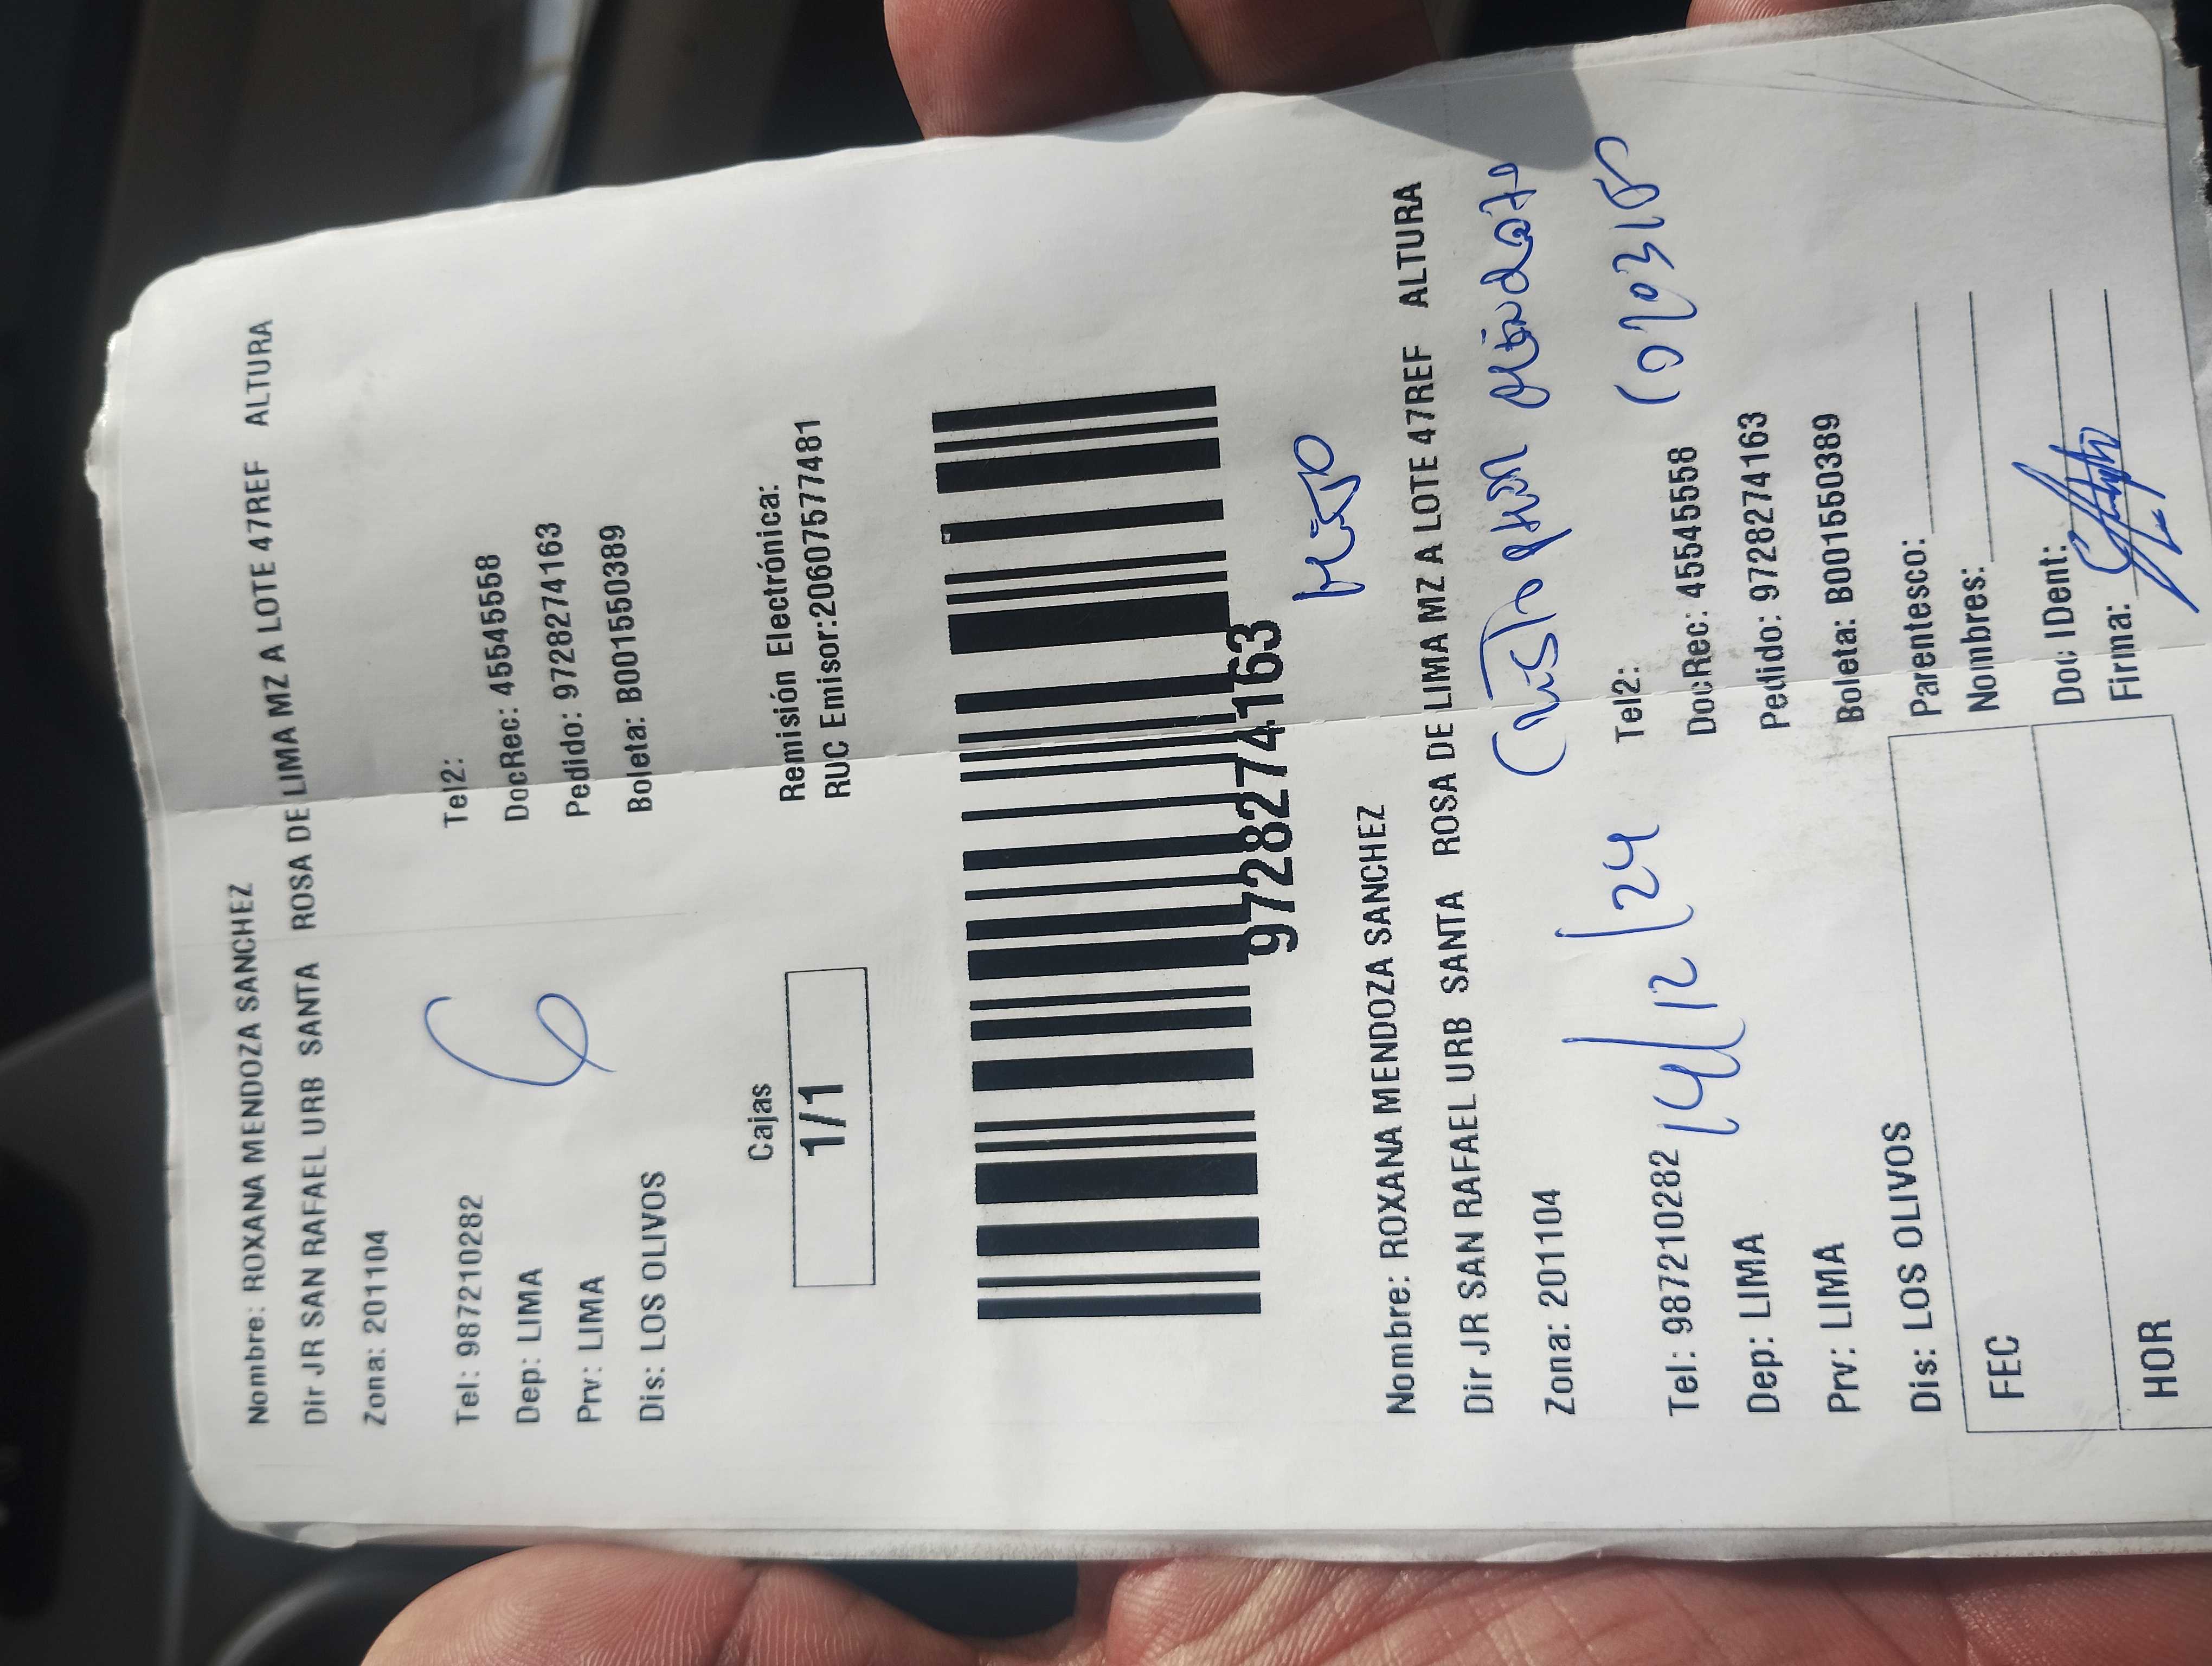 Nombre: ROXANA MENDOZA SANCHEZ
Dir JR SAN RAFAEL URB SANTA ROSA DE LIMA MZ A LOTE 47REF ALTURA
Zona: 201104
6
Tel: 987210282 Tel2:
Dep: LIMA DocRec: 45545558
Prv: LIMA Pedido: 97282741​63
Dis: LOS OLIVOS Boleta: B001550389
Cajas Remisión Electrónica:
1/1 RUC Emisor:20607577481
9728274163
Nombre: ROXANA MENDOZA SANCHEZ
Dir JR SAN RAFAEL URB SANTA ROSA DE LIMA MZ A LOTE 47REF ALTURA
Zona: 201104
14/12/24
Tel: 987210282 Tel2:
Dep: LIMA DocRec: 45545558
Prv: LIMA Pedido: 9728274163
Dis: LOS OLIVOS Boleta: B001550389
FEC Parentesco:
Nombres:
HOR Doc IDent:
Firma: